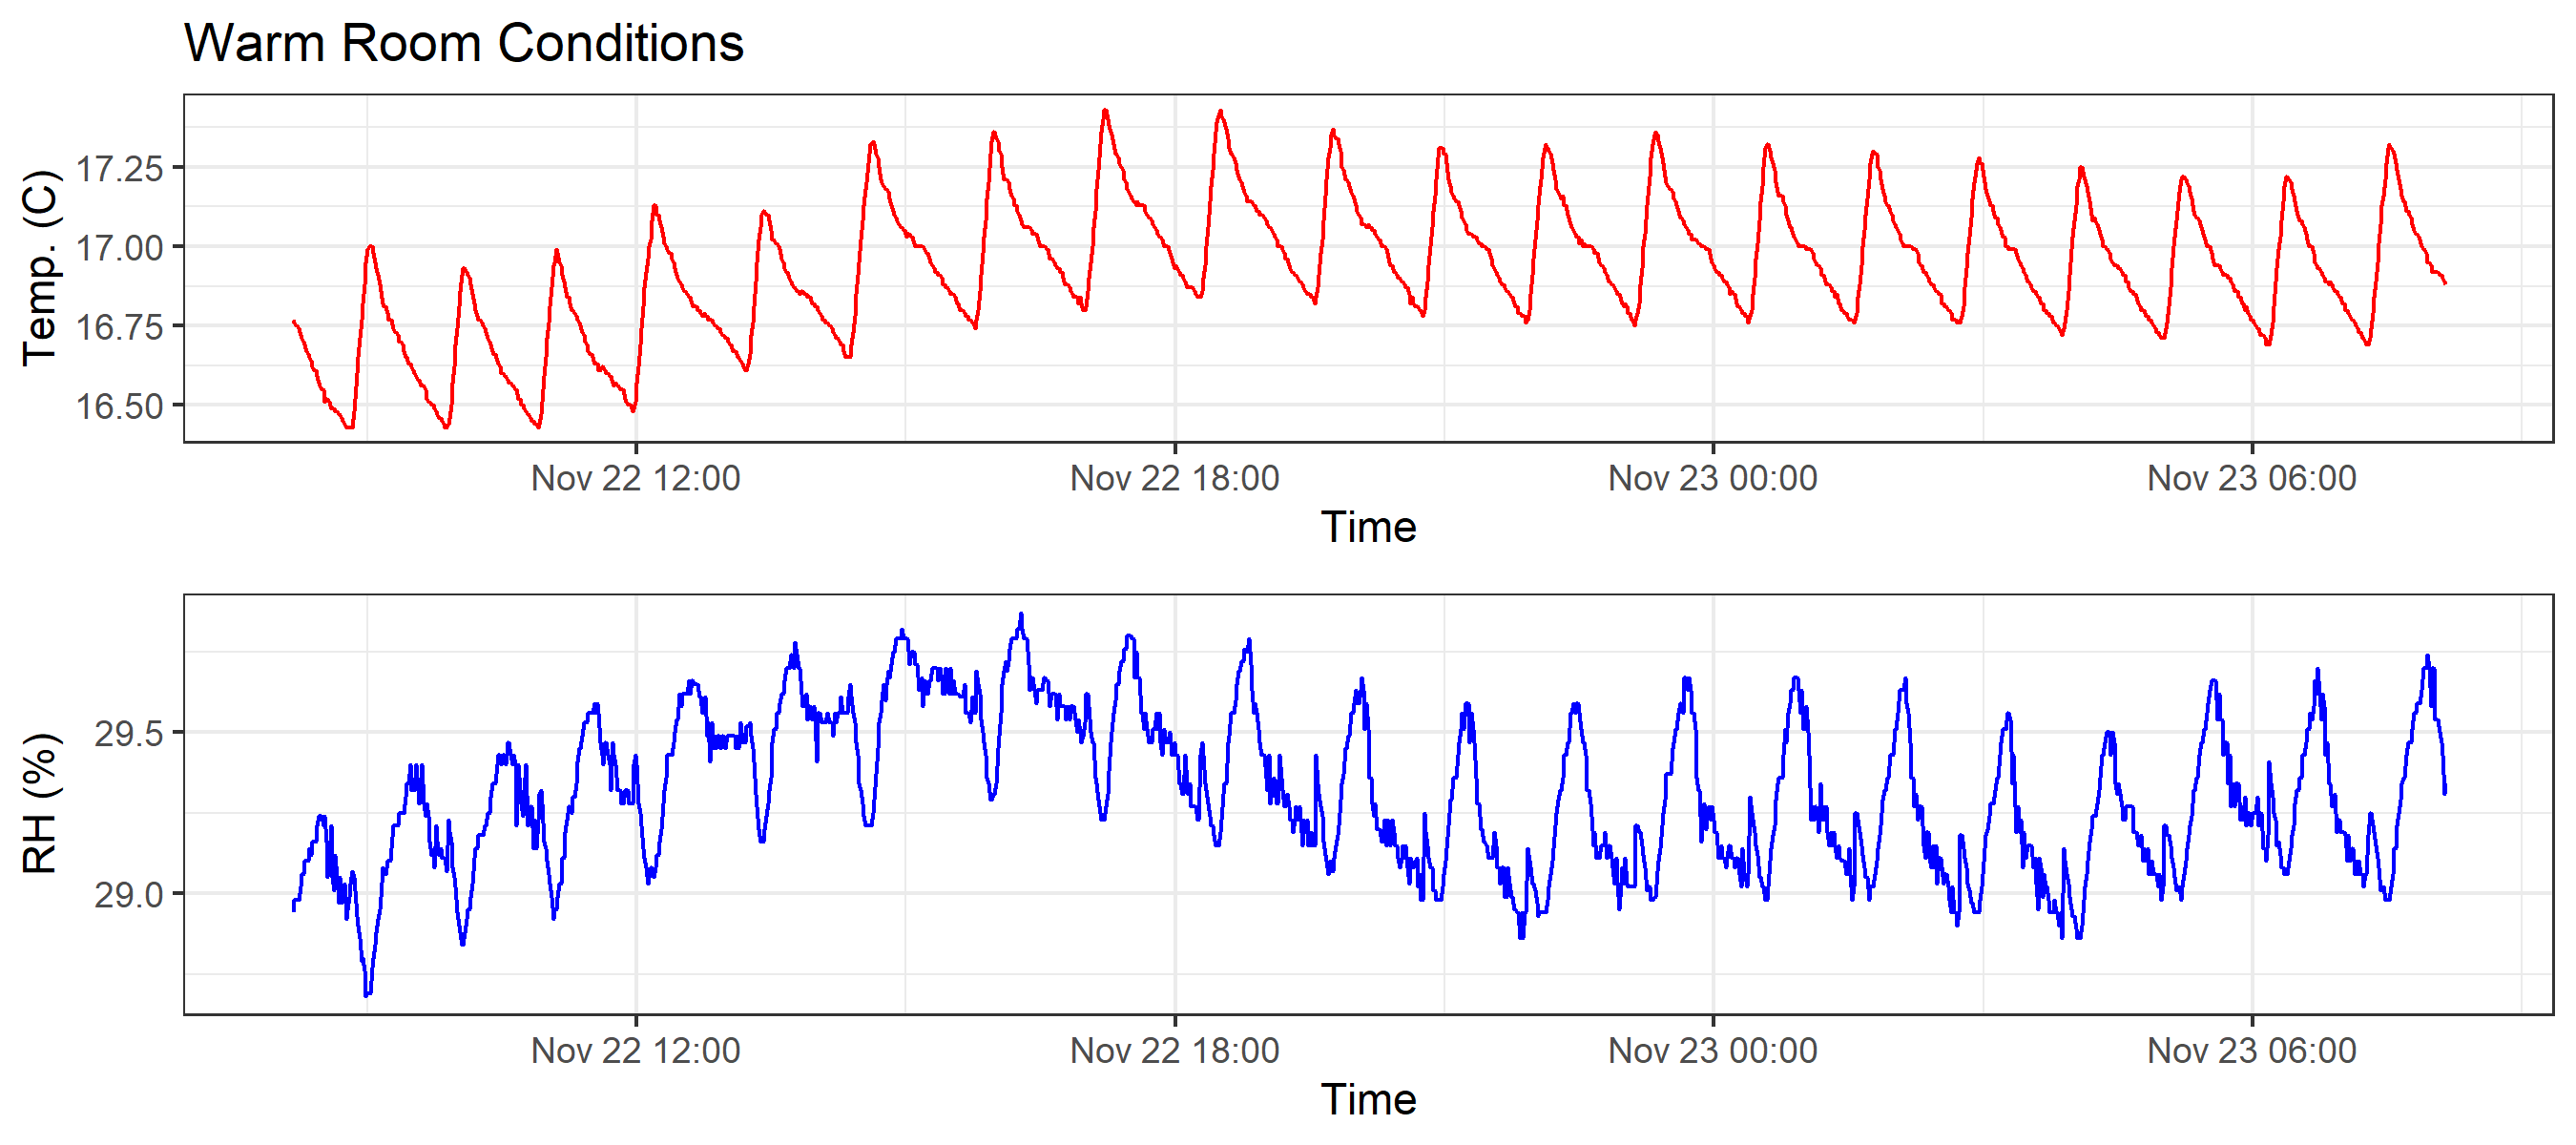 Warm Room Conditions
Temp. (C)
17.25
17.00
16.75
16.50
Nov 22 12:00 Nov 22 18:00 Nov 23 00:00 Nov 23 06:00
Time
RH (%)
29.5
29.0
Nov 22 12:00 Nov 22 18:00 Nov 23 00:00 Nov 23 06:00
Time